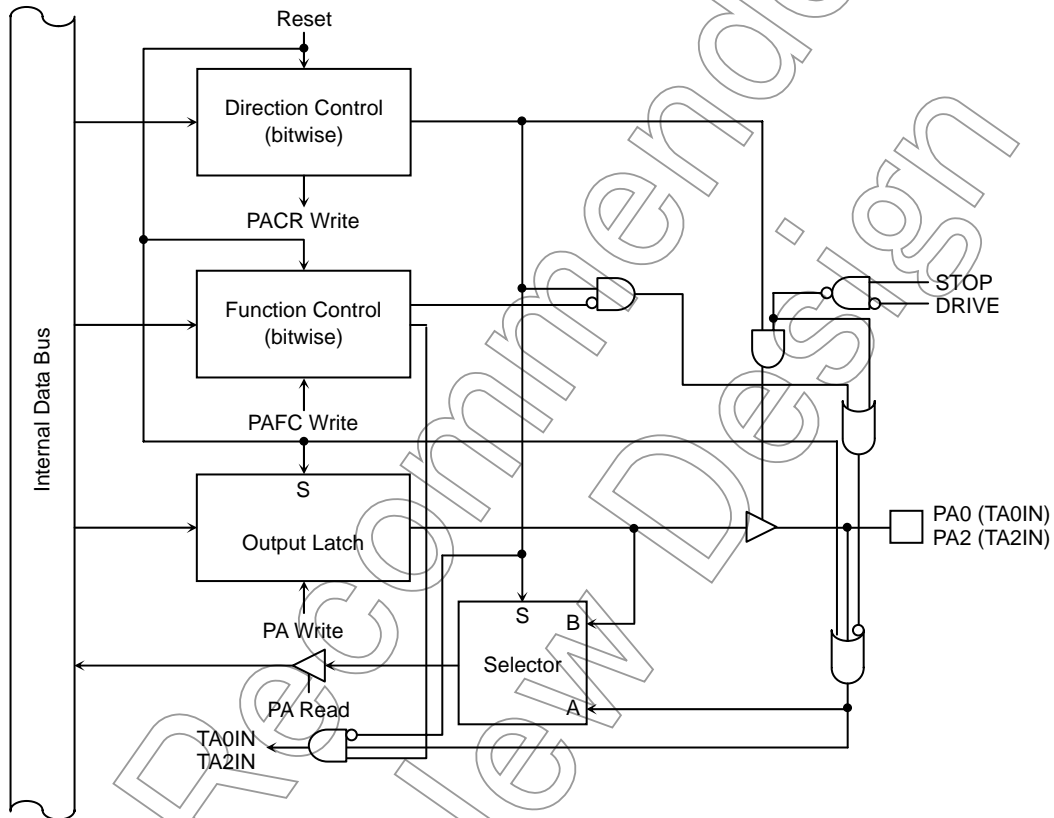 Reset
Direction Control
(bitwise)
PACR Write
Function Control
(bitwise)
STOP
DRIVE
PAFC Write
Internal Data Bus
S
Output Latch
PA0 (TA0IN)
PA2 (TA2IN)
PA Write
S
B
Selector
A
PA Read
TA0IN
TA2IN
Recommended
New Design